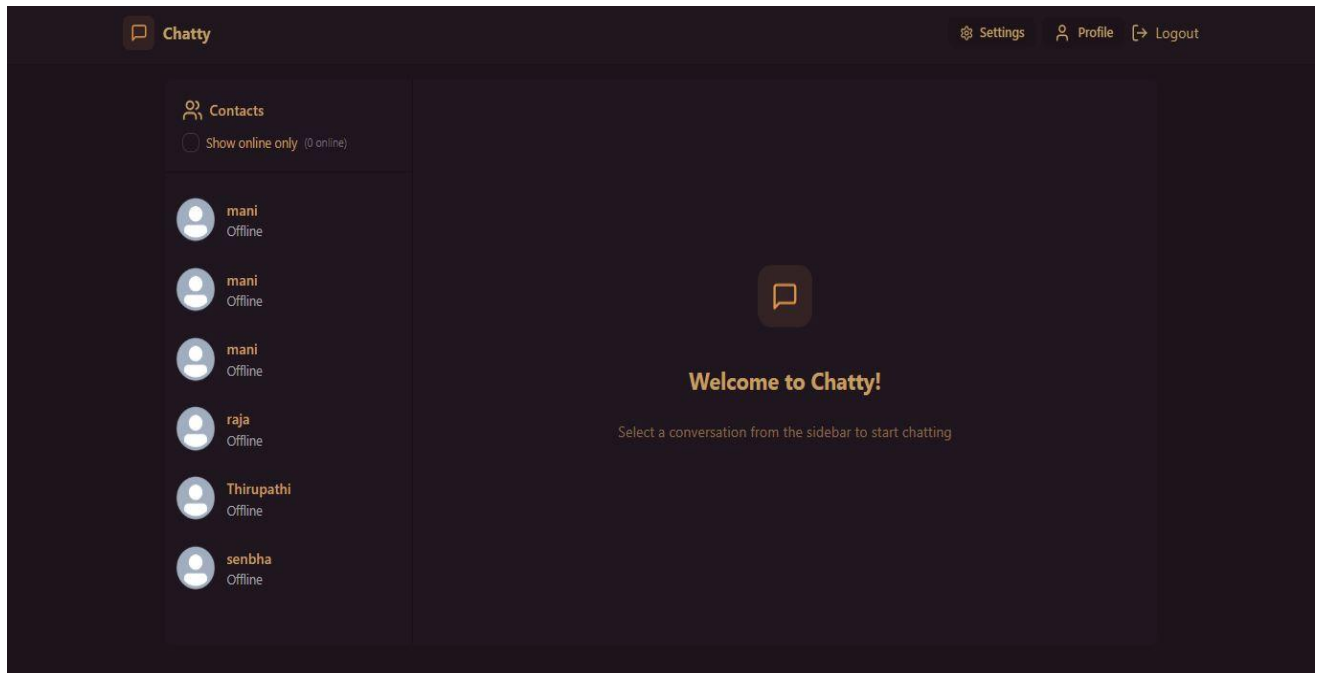 Chatty
Settings Profile Logout
Contacts
Show online only (0 online)
mani
Offline
mani
Offline
mani
Offline
raja
Offline
Thirupathi
Offline
senbha
Offline
Welcome to Chatty!
Select a conversation from the sidebar to start chatting